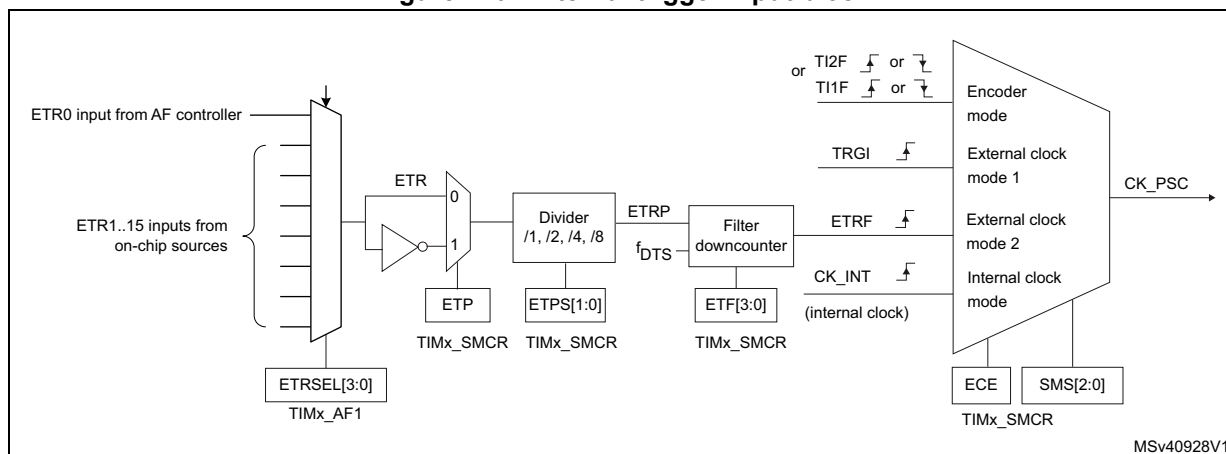 ETR0 input from AF controller
ETR1..15 inputs from
on-chip sources
ETRSEL[3:0]
TIMx_AF1
ETR
0
1
ETP
TIMx_SMCR
Divider
/1, /2, /4, /8
ETPS[1:0]
TIMx_SMCR
ETRP
fDTS
Filter
downcounter
ETF[3:0]
TIMx_SMCR
or TI2F or
TI1F or
Encoder
mode
TRGI
External clock
mode 1
ETRF
External clock
mode 2
CK_INT
(internal clock)
Internal clock
mode
CK_PSC
ECE
SMS[2:0]
TIMx_SMCR
MSv40928V1